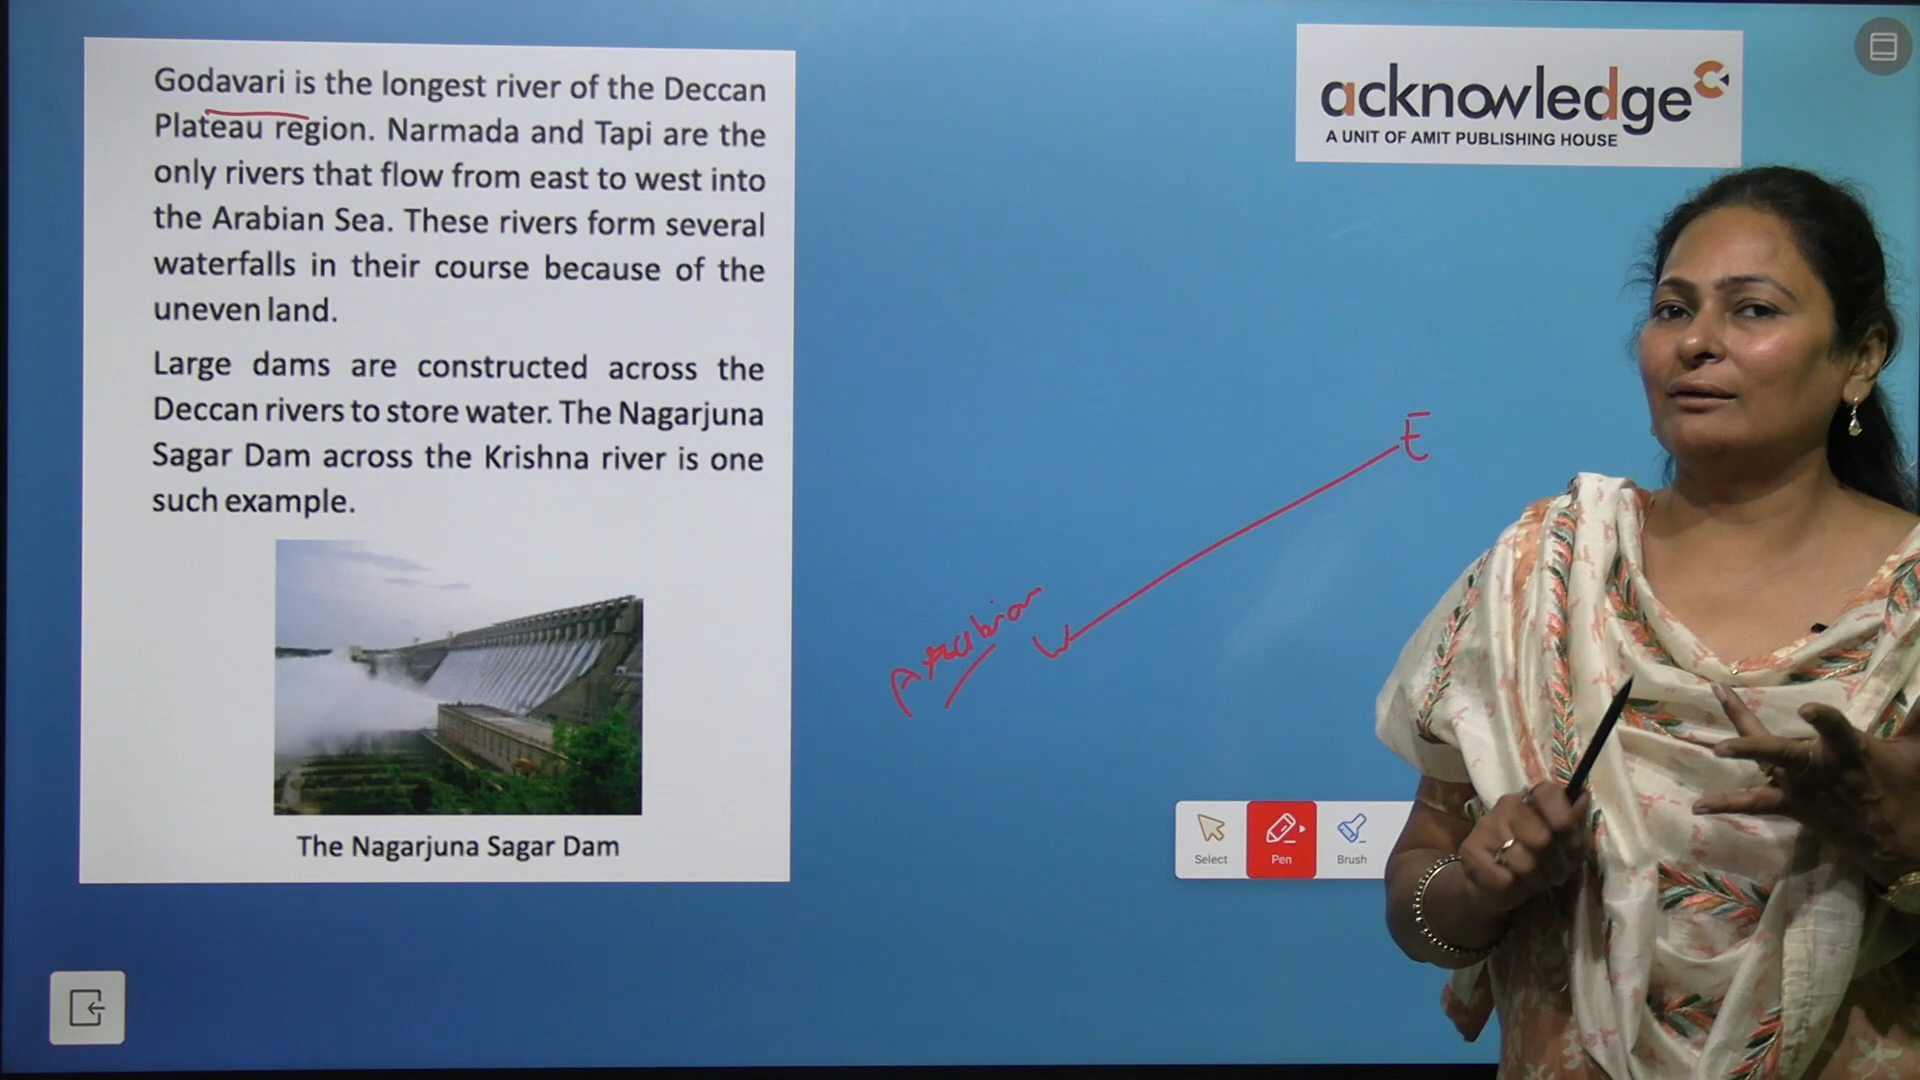 Godavari is the longest river of the Deccan
Plateau region. Narmada and Tapi are the
only rivers that flow from east to west into
the Arabian Sea. These rivers form several
waterfalls in their course because of the
uneven land.
Large dams are constructed across the
Deccan rivers to store water. The Nagarjuna
Sagar Dam across the Krishna river is one
such example.
The Nagarjuna Sagar Dam
acknowledge
A UNIT OF AMIT PUBLISHING HOUSE
E
W
Arabian
Select
Pen
Brush